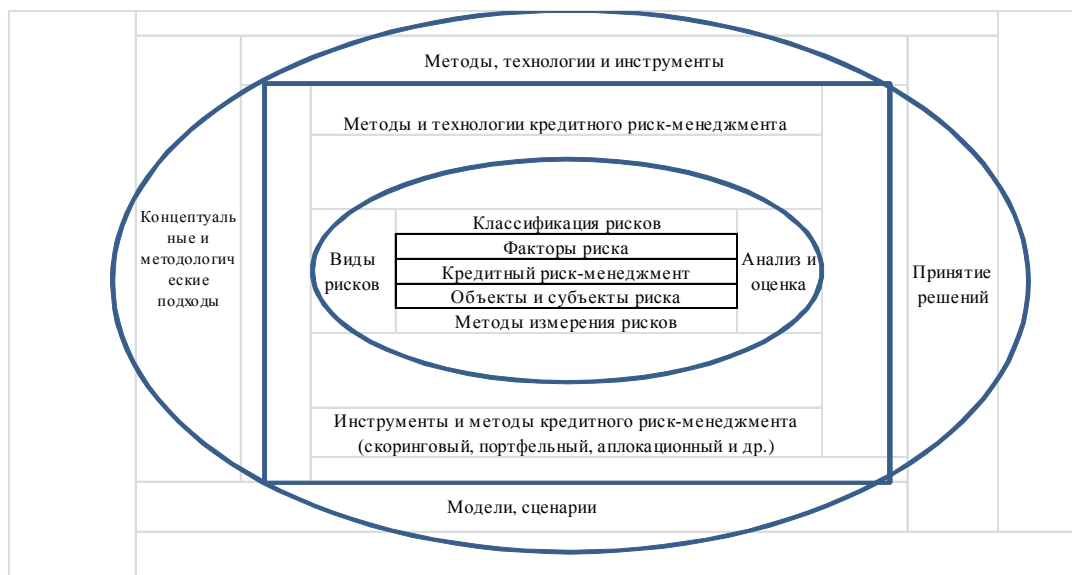 Методы, технологии и инструменты
Методы и технологии кредитного риск-менеджмента
Концептуаль
ные и
методологич
еские
подходы
Виды
рисков
Классификация рисков
Факторы риска
Кредитный риск-менеджмент
Объекты и субъекты риска
Методы измерения рисков
Анализ и
оценка
Принятие
решений
Инструменты и методы кредитного риск-менеджмента
(скоринговый, портфельный, аплокационный и др.)
Модели, сценарии